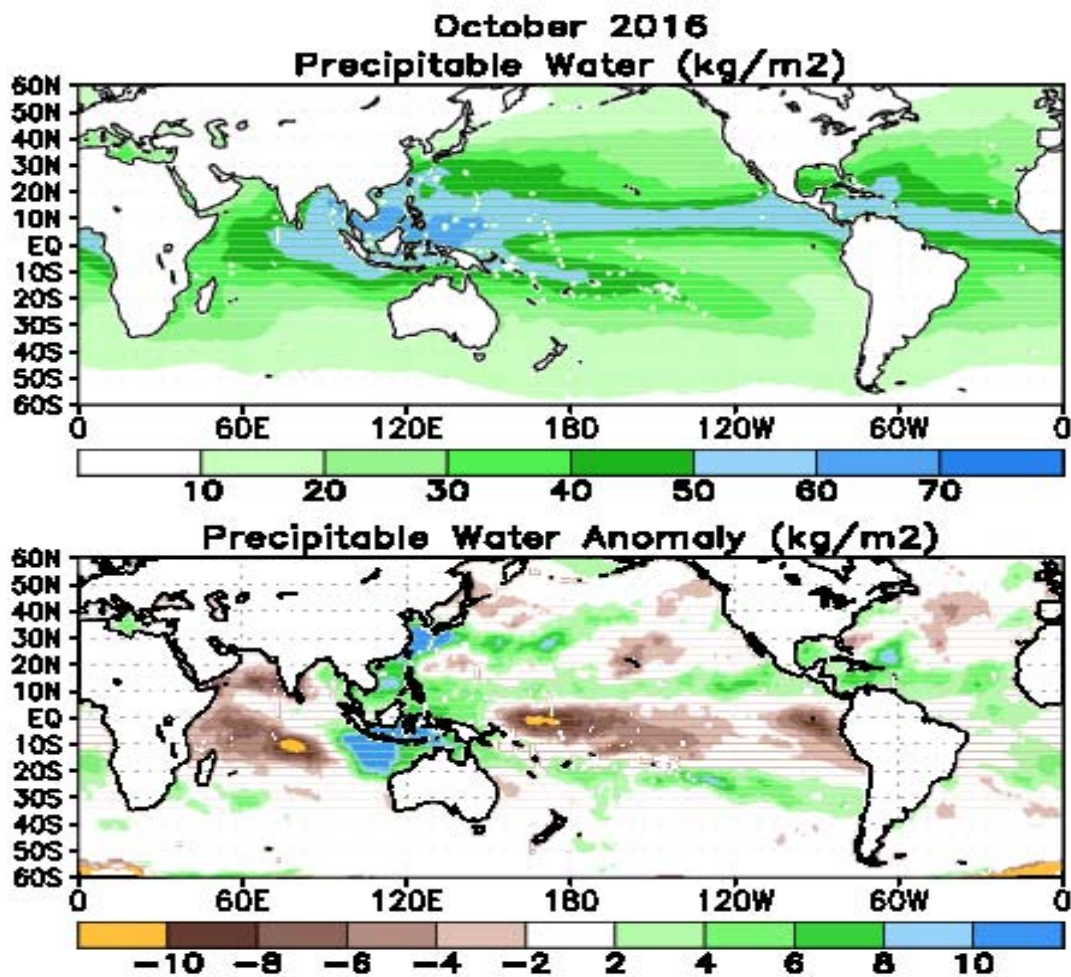 October 2016
Precipitable Water (kg/m2)
60N
50N
40N
30N
20N
10N
EQ
10S
20S
30S
40S
50S
60S
0 60E 120E 180 120W 60W 0
10 20 30 40 50 60 70
Precipitable Water Anomaly (kg/m2)
60N
50N
40N
30N
20N
10N
EQ
10S
20S
30S
40S
50S
60S
0 60E 120E 180 120W 60W 0
−10 −8 −6 −4 −2 2 4 6 8 10